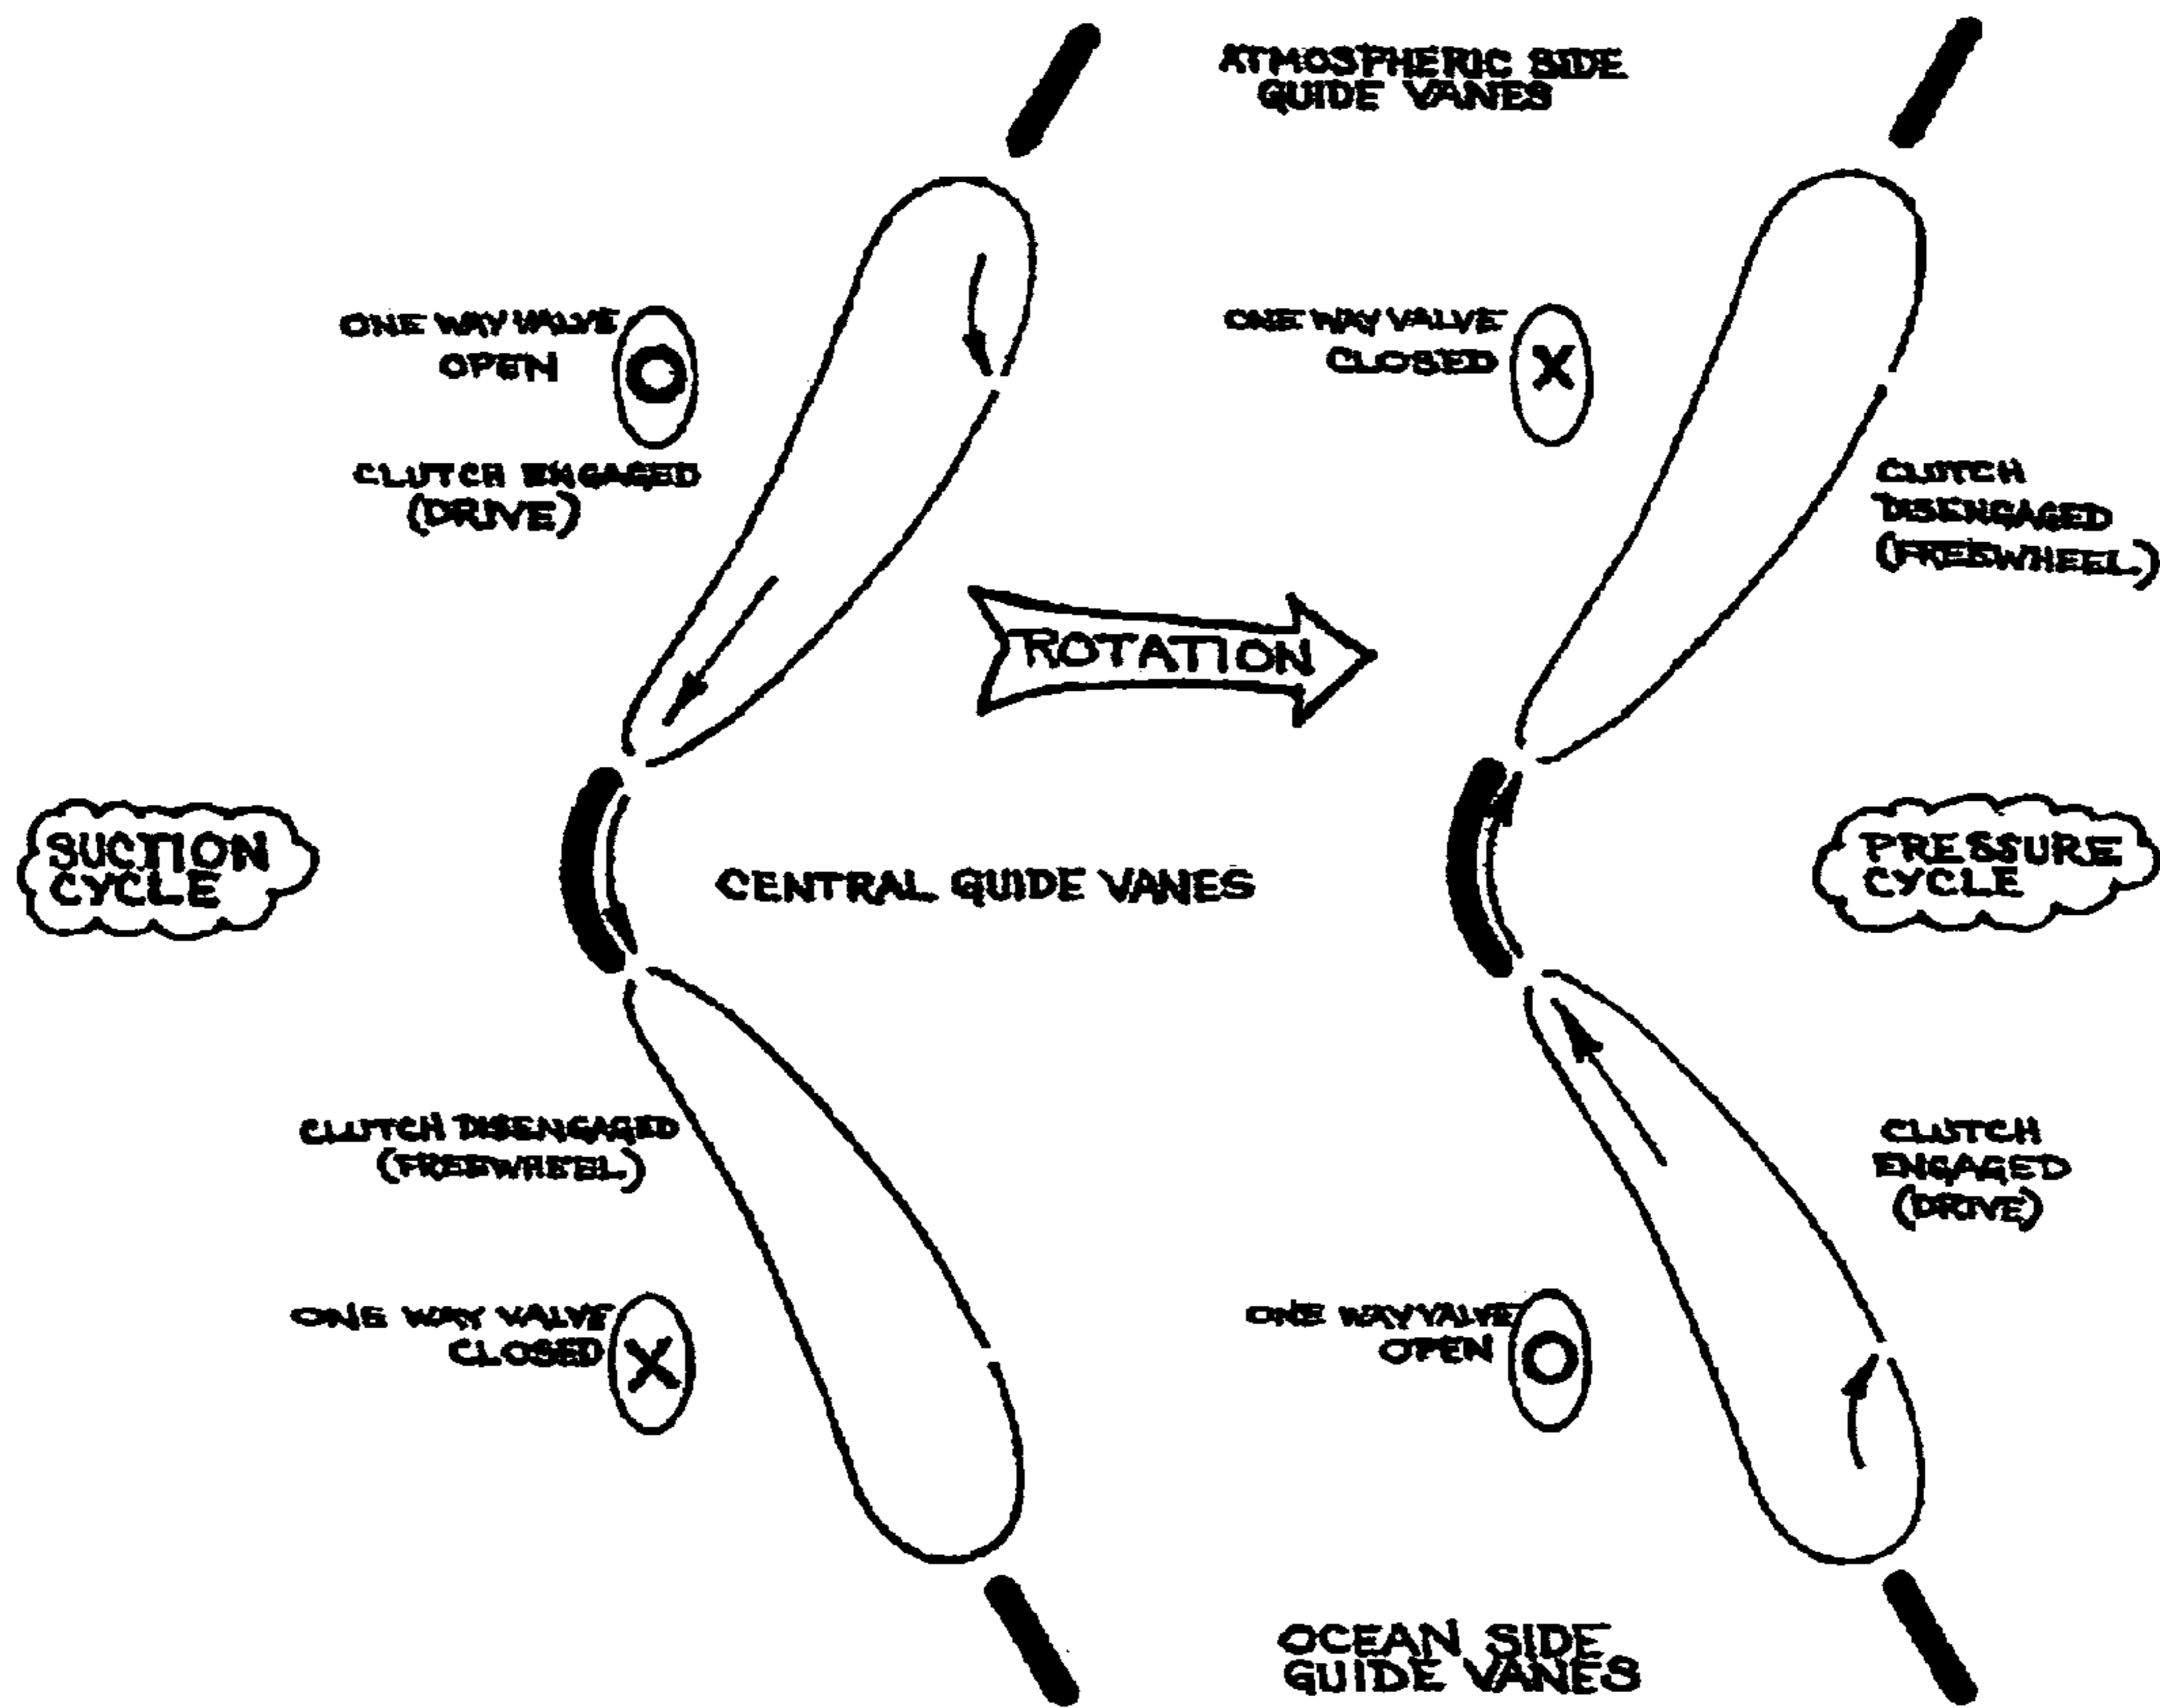 ATMOSPHERIC SIDE
GUIDE VANES
ONE WAY VALVE
OPEN
CLUTCH ENGAGED
(DRIVE)
ONE WAY VALVE
CLOSED
X
CLUTCH
DISENGAGED
(FREEWHEEL)
ROTATION
SUCTION
CYCLE
CENTRAL GUIDE VANES
PRESSURE
CYCLE
CLUTCH DISENGAGED
(FREEWHEEL)
ONE WAY VALVE
CLOSED
X
CLUTCH
ENGAGED
(DRIVE)
ONE WAY VALVE
OPEN
OCEAN SIDE
GUIDE VANES